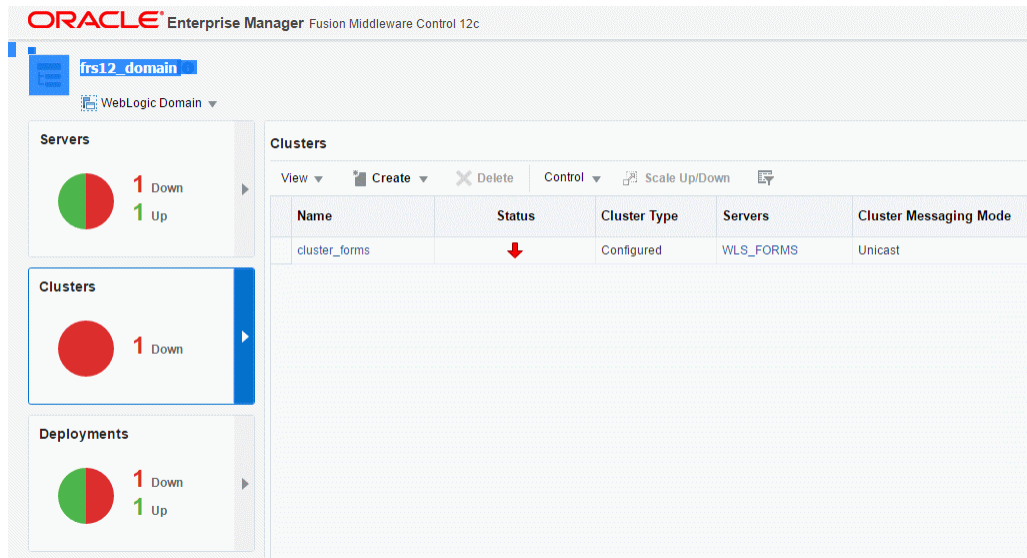 ORACLE Enterprise Manager Fusion Middleware Control 12c
frs12_domain
WebLogic Domain
Servers
1 Down
1 Up
Clusters
1 Down
Deployments
1 Down
1 Up
Clusters
View Create Delete Control Scale Up/Down
Name Status Cluster Type Servers Cluster Messaging Mode
cluster_forms Configured WLS_FORMS Unicast